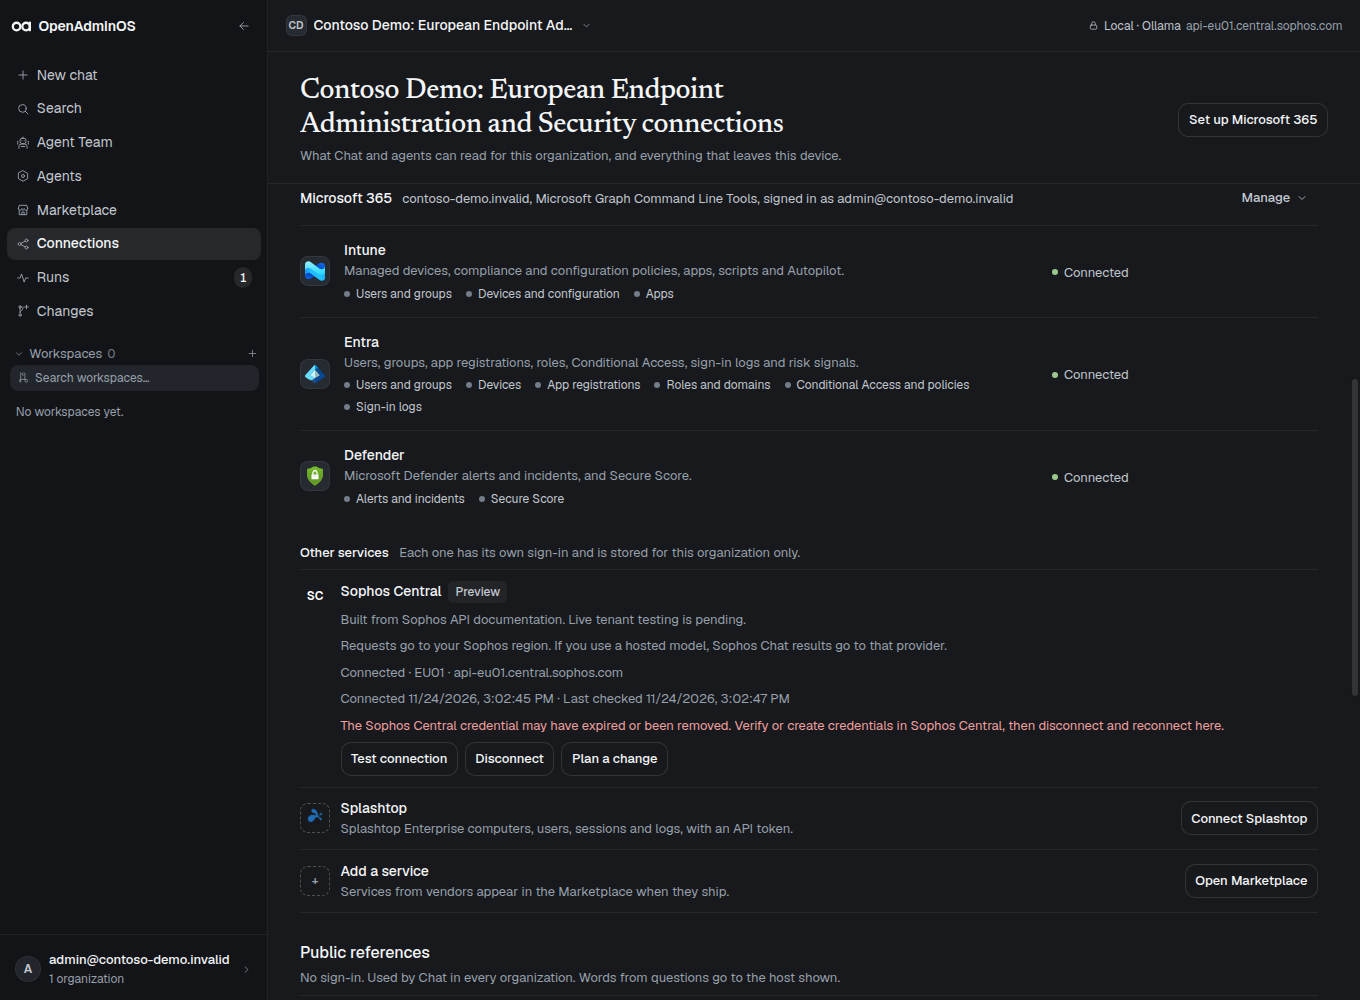 OpenAdminOS
New chat
Search
Agent Team
Agents
Marketplace
Connections
Runs
1
Changes
Workspaces 0
Search workspaces...
No workspaces yet.
A
admin@contoso-demo.invalid
1 organization
CD
Contoso Demo: European Endpoint Ad...
Local · Ollama api-eu01.central.sophos.com
Contoso Demo: European Endpoint
Administration and Security connections
What Chat and agents can read for this organization, and everything that leaves this device.
Set up Microsoft 365
Microsoft 365 contoso-demo.invalid, Microsoft Graph Command Line Tools, signed in as admin@contoso-demo.invalid
Manage
Intune
Managed devices, compliance and configuration policies, apps, scripts and Autopilot.
Users and groups Devices and configuration Apps
Connected
Entra
Users, groups, app registrations, roles, Conditional Access, sign-in logs and risk signals.
Users and groups Devices App registrations Roles and domains Conditional Access and policies
Sign-in logs
Connected
Defender
Microsoft Defender alerts and incidents, and Secure Score.
Alerts and incidents Secure Score
Connected
Other services Each one has its own sign-in and is stored for this organization only.
SC
Sophos Central Preview
Built from Sophos API documentation. Live tenant testing is pending.
Requests go to your Sophos region. If you use a hosted model, Sophos Chat results go to that provider.
Connected · EU01 · api-eu01.central.sophos.com
Connected 11/24/2026, 3:02:45 PM · Last checked 11/24/2026, 3:02:47 PM
The Sophos Central credential may have expired or been removed. Verify or create credentials in Sophos Central, then disconnect and reconnect here.
Test connection Disconnect Plan a change
Splashtop
Splashtop Enterprise computers, users, sessions and logs, with an API token.
Connect Splashtop
+
Add a service
Services from vendors appear in the Marketplace when they ship.
Open Marketplace
Public references
No sign-in. Used by Chat in every organization. Words from questions go to the host shown.